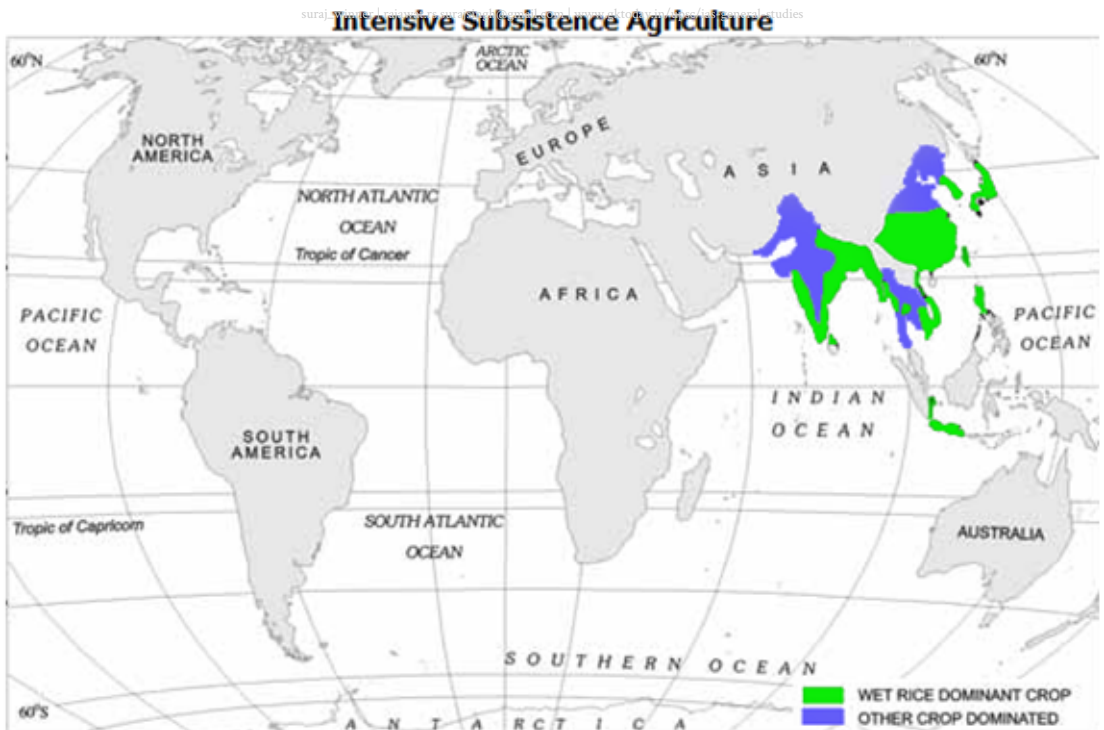 Intensive Subsistence Agriculture
60°N
ARCTIC
OCEAN
60°N
NORTH
AMERICA
EUROPE
ASIA
NORTH ATLANTIC
OCEAN
Tropic of Cancer
AFRICA
PACIFIC
OCEAN
PACIFIC
OCEAN
INDIAN
OCEAN
SOUTH
AMERICA
Tropic of Capricorn
SOUTH ATLANTIC
OCEAN
AUSTRALIA
SOUTHERN OCEAN
60°S
ANTARCTICA
WET RICE DOMINANT CROP
OTHER CROP DOMINATED